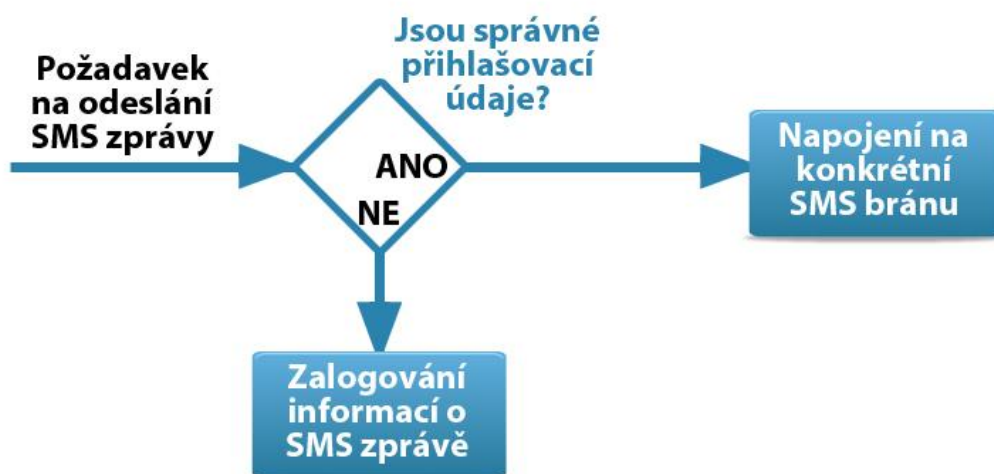 Požadavek
na odeslání
SMS zprávy
Jsou správné
přihlašovací
údaje?
ANO
NE
Napojení na
konkrétní
SMS bránu
Zalogování
informací o
SMS zprávě